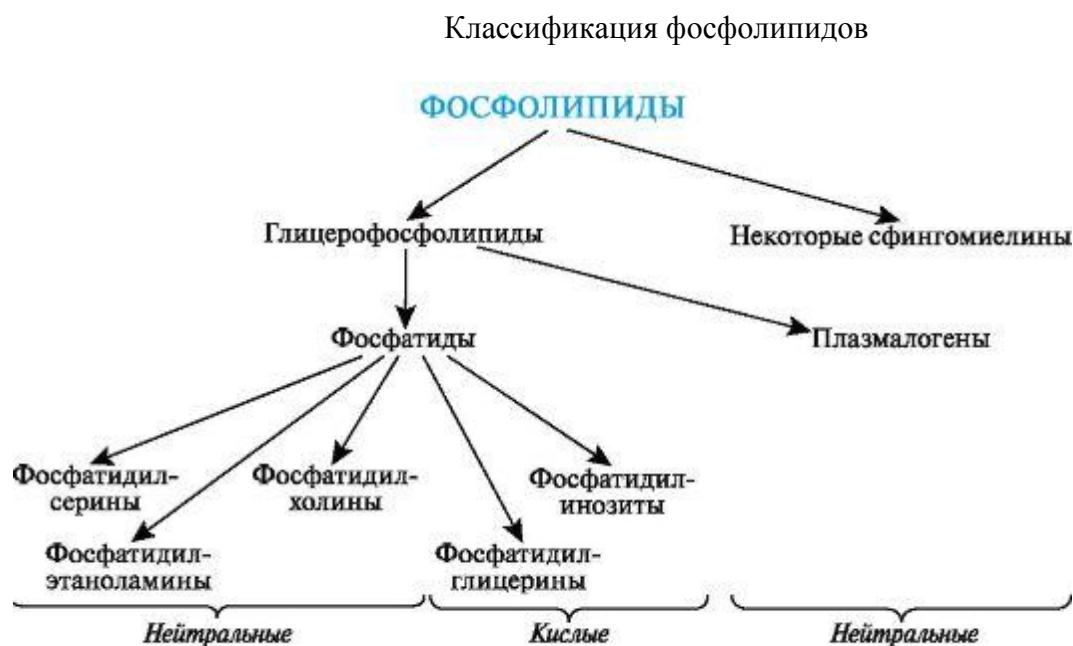 Классификация фосфолипидов
ФОСФОЛИПИДЫ
Глицерофосфолипиды
Некоторые сфингомиелины
Фосфатиды
Плазмалогены
Фосфатидил-
серины
Фосфатидил-
холины
Фосфатидил-
инозиты
Фосфатидил-
этаноламины
Фосфатидил-
глицерины
Нейтральные
Кислые
Нейтральные